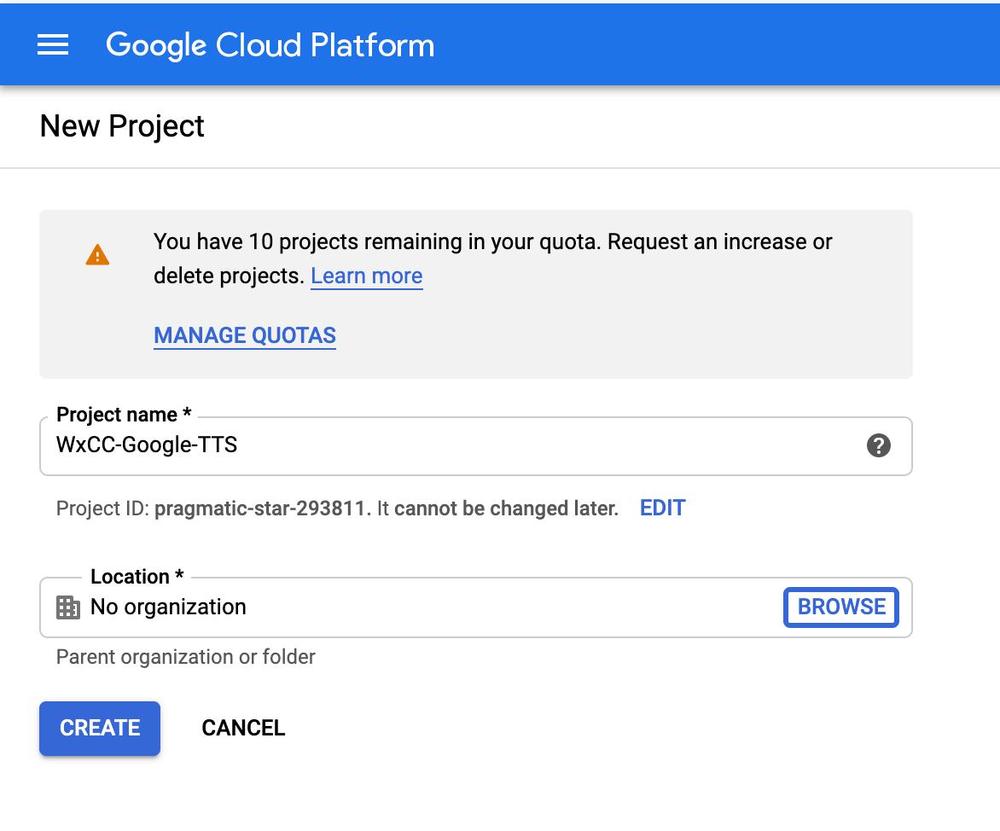 Google Cloud Platform
New Project
You have 10 projects remaining in your quota. Request an increase or
delete projects. Learn more
MANAGE QUOTAS
Project name *
WxCC-Google-TTS
Project ID: pragmatic-star-293811. It cannot be changed later. EDIT
Location *
No organization BROWSE
Parent organization or folder
CREATE CANCEL